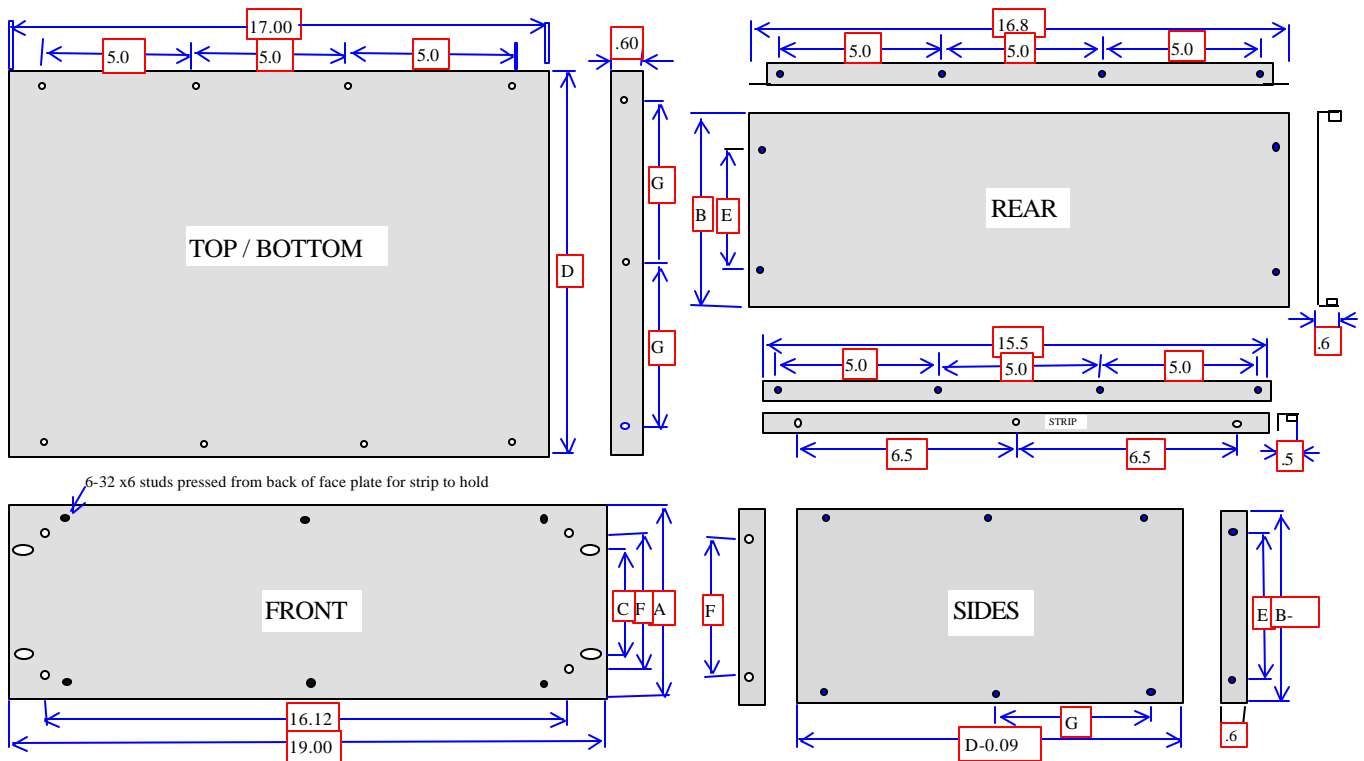 17.00
5.0
5.0
5.0
.60
16.8
5.0
5.0
5.0
TOP / BOTTOM
D
G
G
B
E
REAR
.6
15.5
5.0
5.0
5.0
STRIP
6.5
6.5
.5
6-32 x6 studs pressed from back of face plate for strip to hold
FRONT
C
F
A
16.12
19.00
F
SIDES
E
B-
G
D-0.09
.6